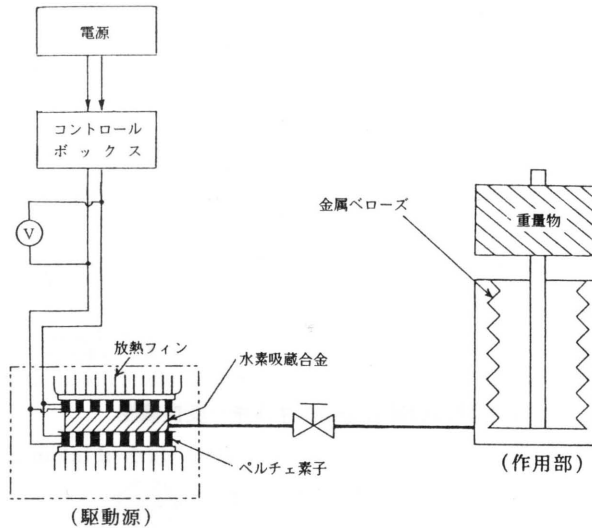 電源
コントロール
ボックス
V
金属ベローズ
重量物
放熱フィン
水素吸蔵合金
ペルチェ素子
(駆動源)
(作用部)